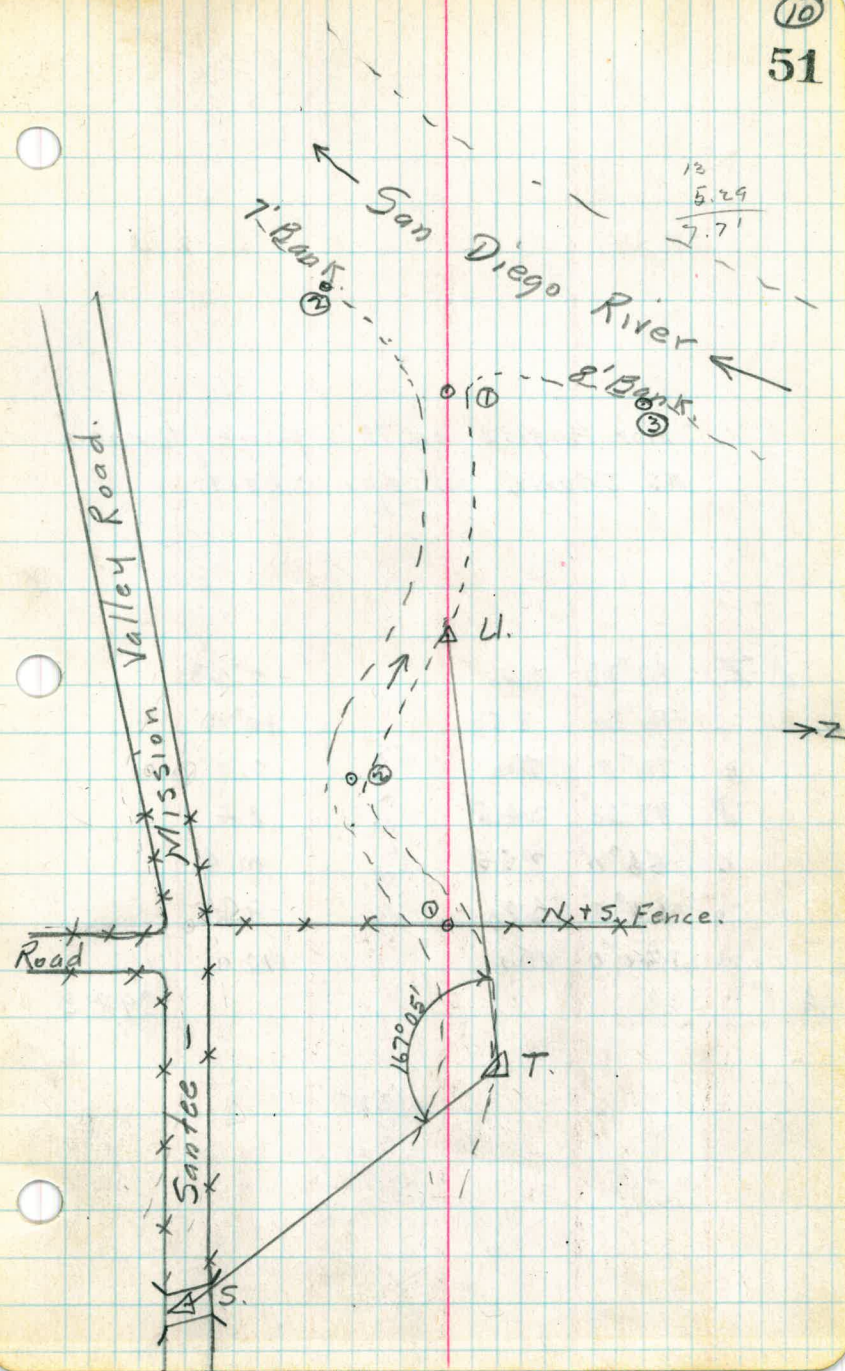 10
51
San Diego River
7' Bank
②
13
5.29
7.71
①
8' Bank
③
Mission Valley Road.
U.
②
①
N + S Fence.
Road
167° 05'
T.
Santee -
S.